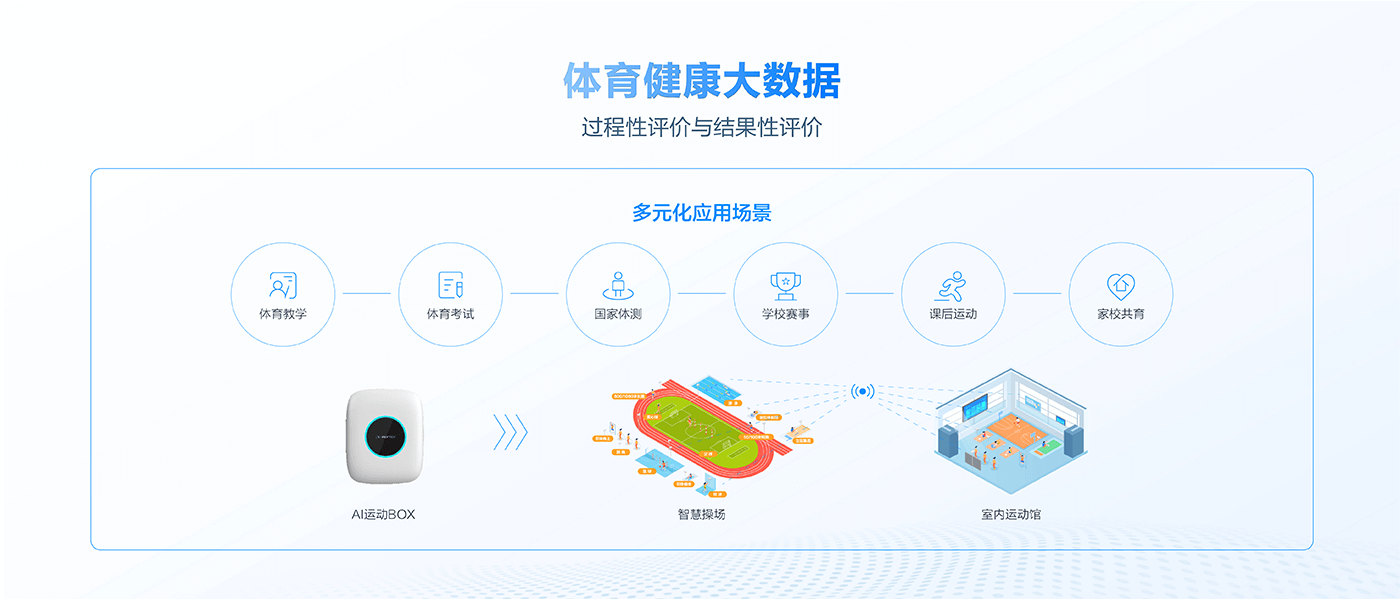 体育健康大数据
过程性评价与结果性评价
多元化应用场景
体育教学
体育考试
国家体测
学校赛事
课后运动
家校共育
AI运动BOX
智慧操场
室内运动馆